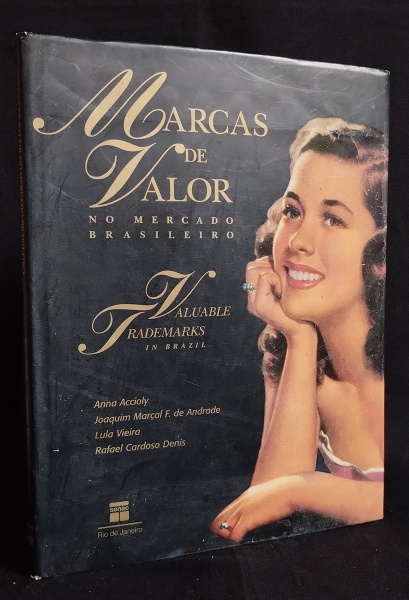 MARCAS
DE
VALOR
NO MERCADO
BRASILEIRO
VALUABLE
TRADEMARKS
IN BRAZIL
Anna Accioly
Joaquim Marçal F. de Andrade
Lula Vieira
Rafael Cardoso Denis
senac
Rio de Janeiro